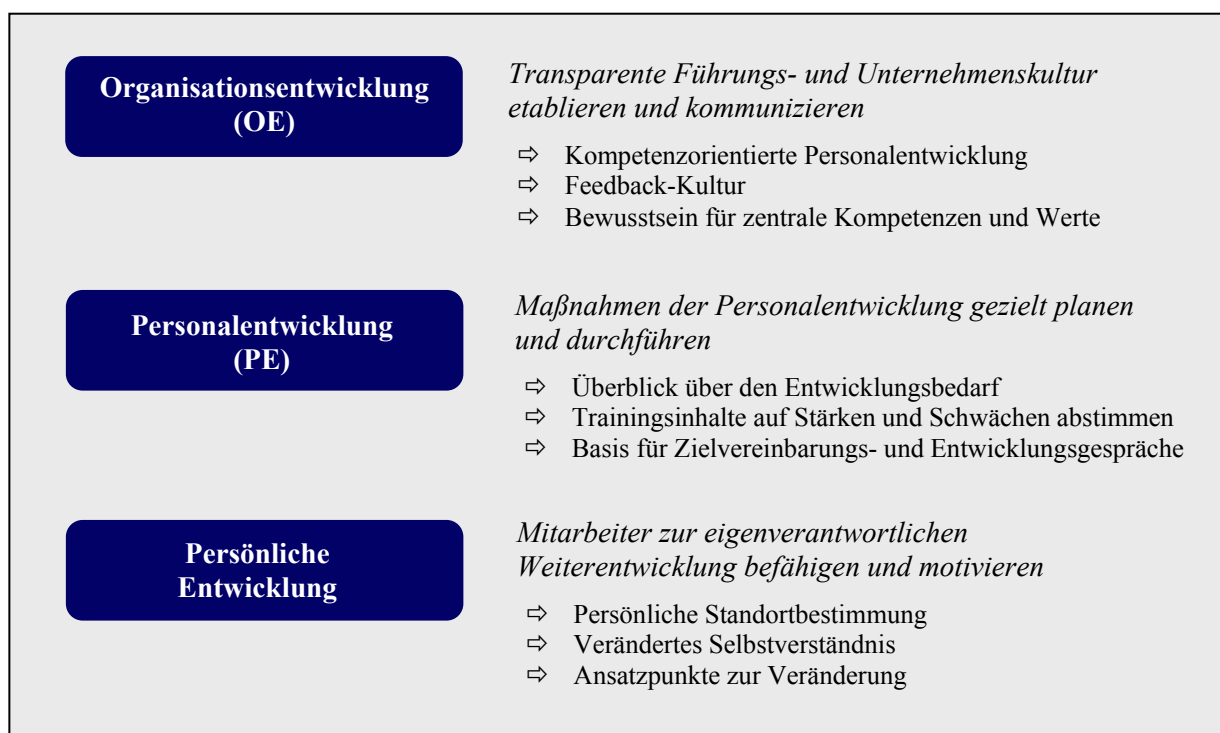 Organisationsentwicklung
(OE)
Transparente Führungs- und Unternehmenskultur
etablieren und kommunizieren
⇨ Kompetenzorientierte Personalentwicklung
⇨ Feedback-Kultur
⇨ Bewusstsein für zentrale Kompetenzen und Werte
Personalentwicklung
(PE)
Maßnahmen der Personalentwicklung gezielt planen
und durchführen
⇨ Überblick über den Entwicklungsbedarf
⇨ Trainingsinhalte auf Stärken und Schwächen abstimmen
⇨ Basis für Zielvereinbarungs- und Entwicklungsgespräche
Persönliche
Entwicklung
Mitarbeiter zur eigenverantwortlichen
Weiterentwicklung befähigen und motivieren
⇨ Persönliche Standortbestimmung
⇨ Verändertes Selbstverständnis
⇨ Ansatzpunkte zur Veränderung